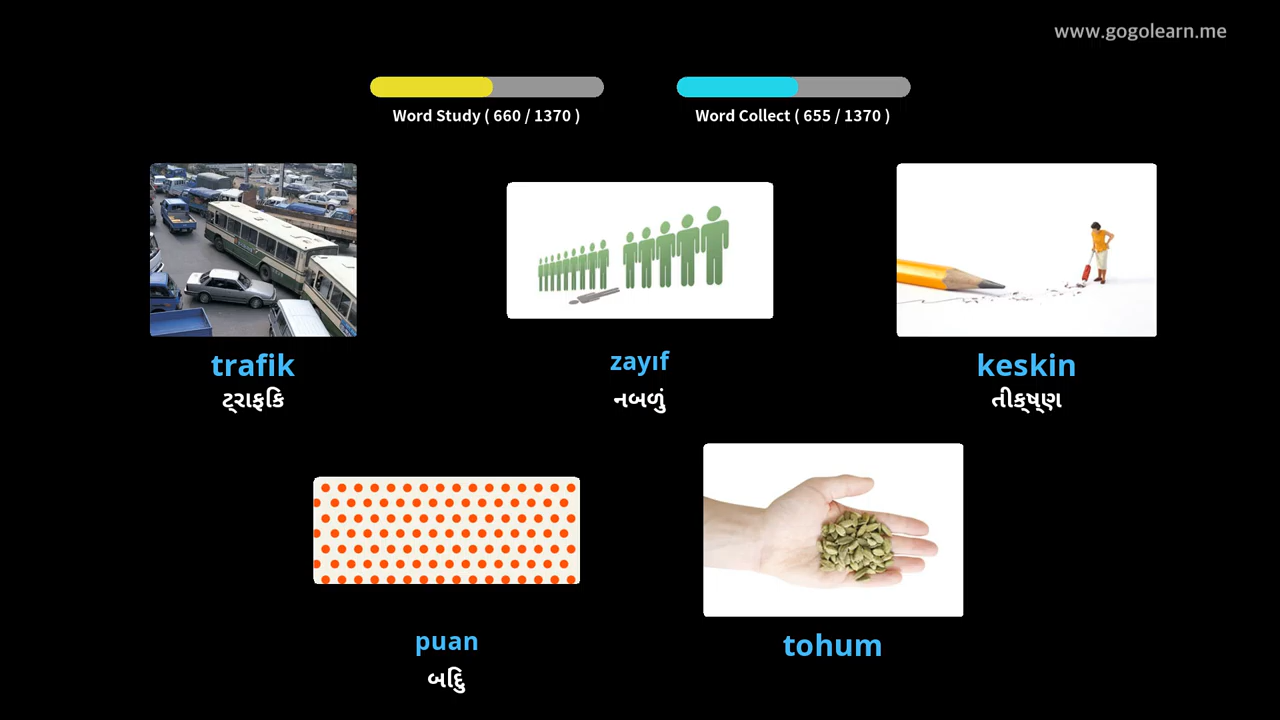 www.gogolearn.me
Word Study ( 660 / 1370 )
Word Collect ( 655 / 1370 )
trafik
ટ્રાફિક
zayıf
નબળું
keskin
તીક્ષ્ણ
puan
બિંદુ
tohum